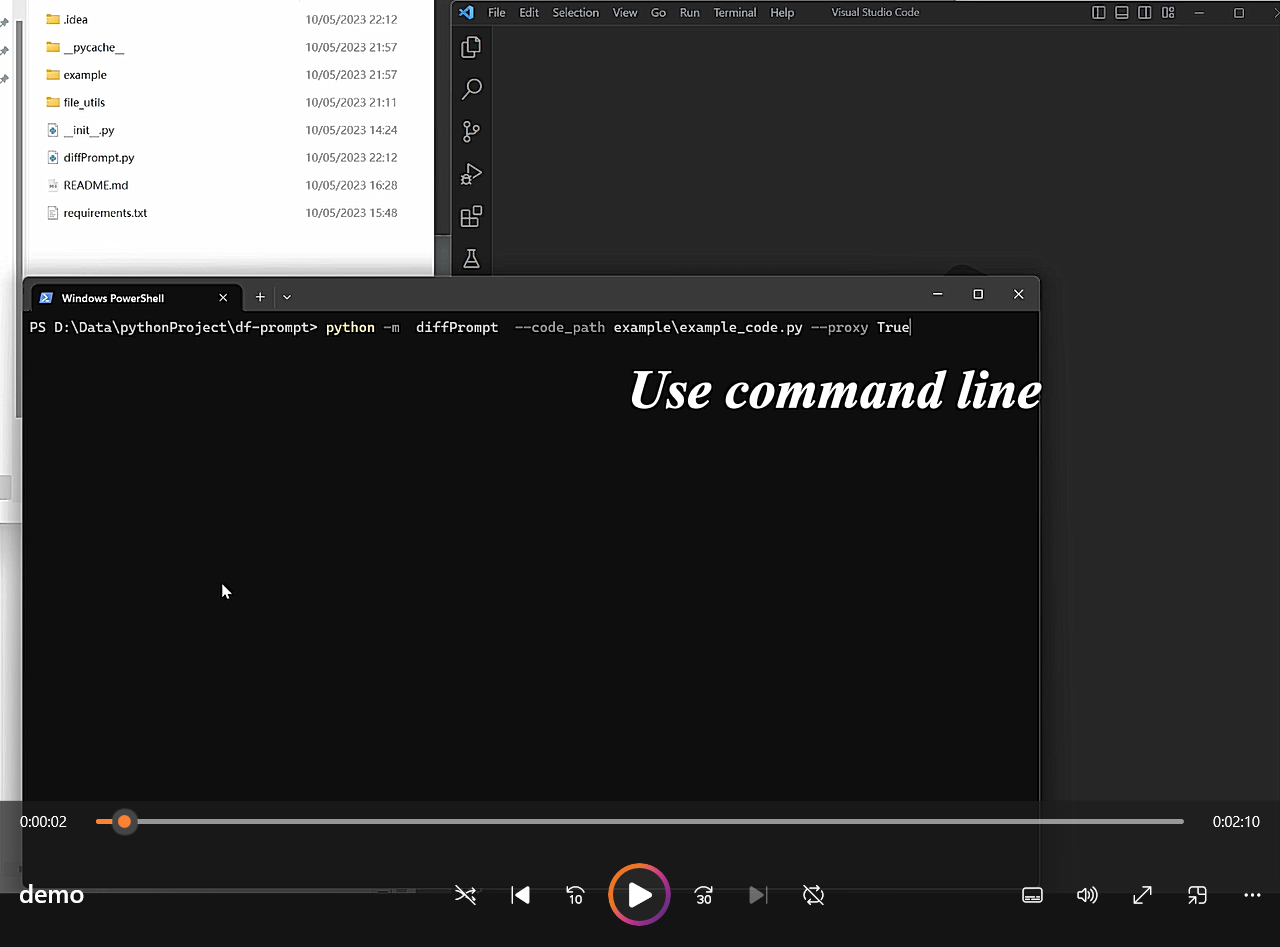 .idea 10/05/2023 22:12
__pycache__ 10/05/2023 21:57
example 10/05/2023 21:57
file_utils 10/05/2023 21:11
__init__.py 10/05/2023 14:24
diffPrompt.py 10/05/2023 22:12
README.md 10/05/2023 16:28
requirements.txt 10/05/2023 15:48
File Edit Selection View Go Run Terminal Help Visual Studio Code
Windows PowerShell
PS D:\Data\pythonProject\df-prompt> python -m  diffPrompt  --code_path example\example_code.py --proxy True
Use command line
0:00:02 0:02:10
demo
10
30